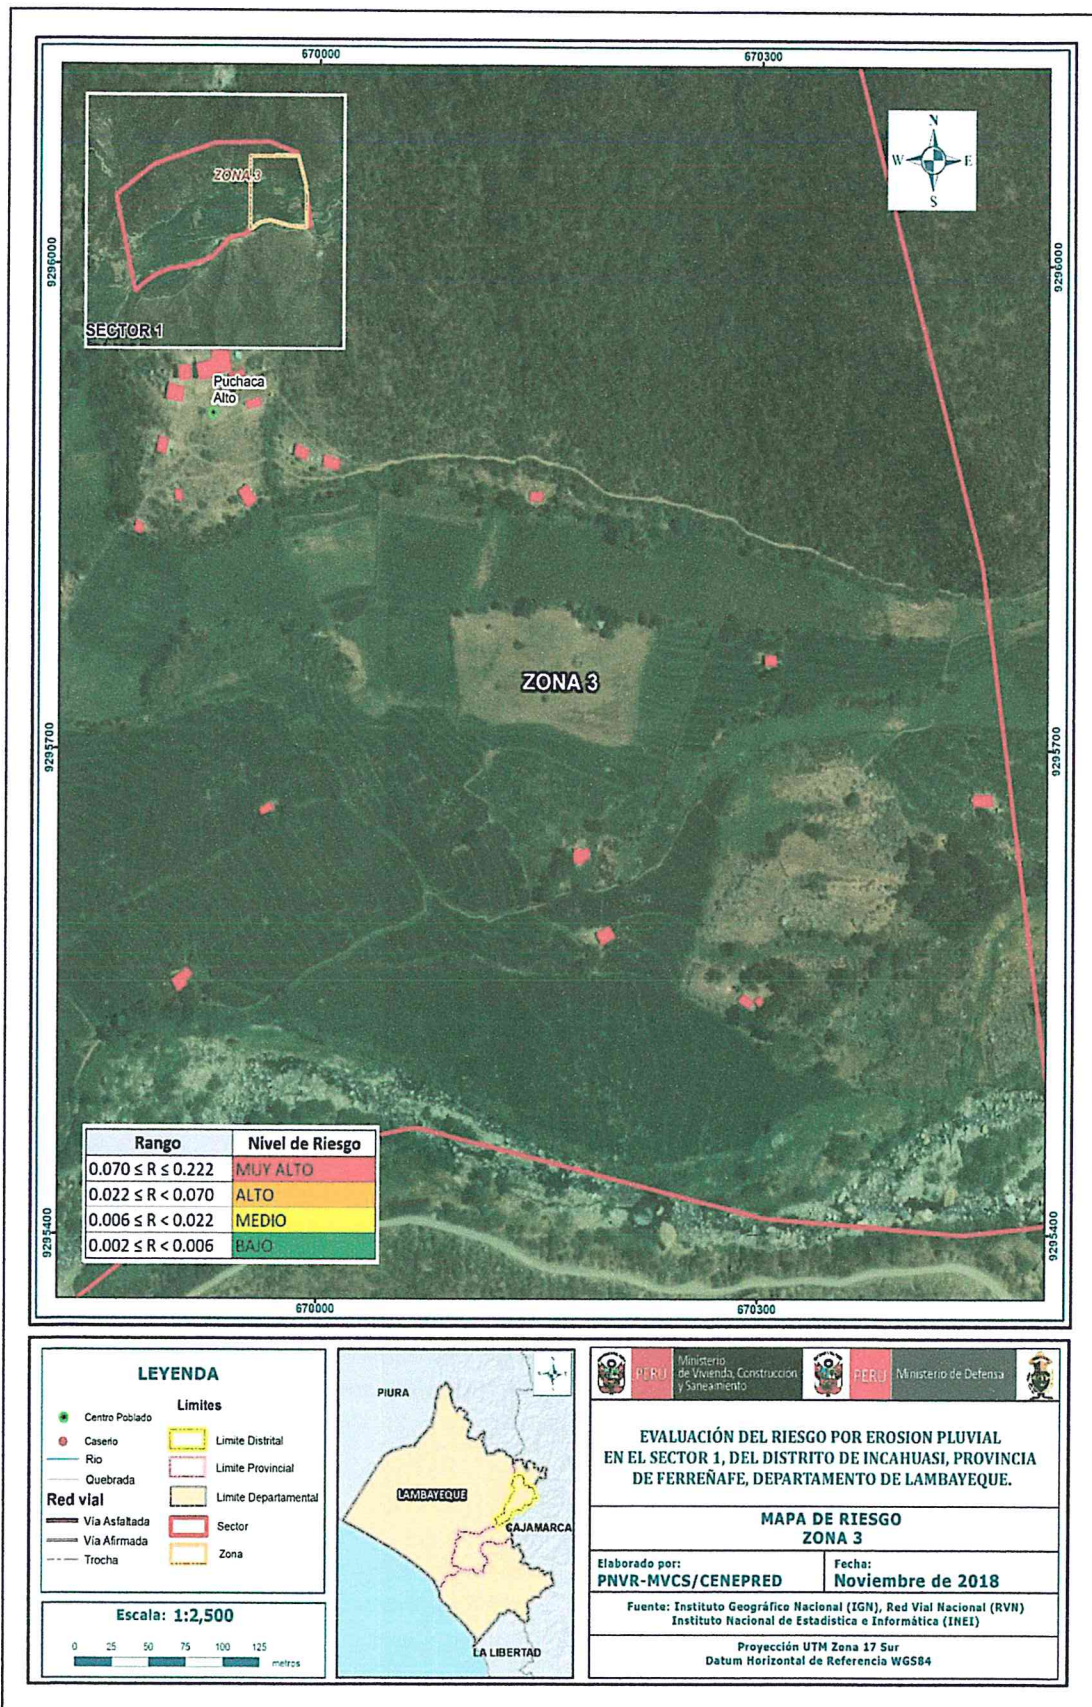 670000
670300
N
W E
S
ZONA 3
SECTOR 1
9296000
9296000
Puchaca
Alto
ZONA 3
9295700
9295700
Rango Nivel de Riesgo
0.070 ≤ R ≤ 0.222 MUY ALTO
0.022 ≤ R < 0.070 ALTO
0.006 ≤ R < 0.022 MEDIO
0.002 ≤ R < 0.006 BAJO
9295400
9295400
670000
670300
LEYENDA
Centro Poblado
Caserio
Rio
Quebrada
Red vial
Vía Asfaltada
Vía Afirmada
Trocha
Limites
Limite Distrital
Limite Provincial
Limite Departamental
Sector
Zona
Escala: 1:2,500
0 25 50 75 100 125
metros
PIURA
LAMBAYEQUE
CAJAMARCA
LA LIBERTAD
PERÚ
Ministerio
de Vivienda, Construcción
y Saneamiento
PERÚ
Ministerio de Defensa
EVALUACIÓN DEL RIESGO POR EROSION PLUVIAL
EN EL SECTOR 1, DEL DISTRITO DE INCAHUASI, PROVINCIA
DE FERREÑAFE, DEPARTAMENTO DE LAMBAYEQUE.
MAPA DE RIESGO
ZONA 3
Elaborado por:
PNVR-MVCS/CENEPRED
Fecha:
Noviembre de 2018
Fuente: Instituto Geográfico Nacional (IGN), Red Vial Nacional (RVN)
Instituto Nacional de Estadística e Informática (INEI)
Proyección UTM Zona 17 Sur
Datum Horizontal de Referencia WGS84